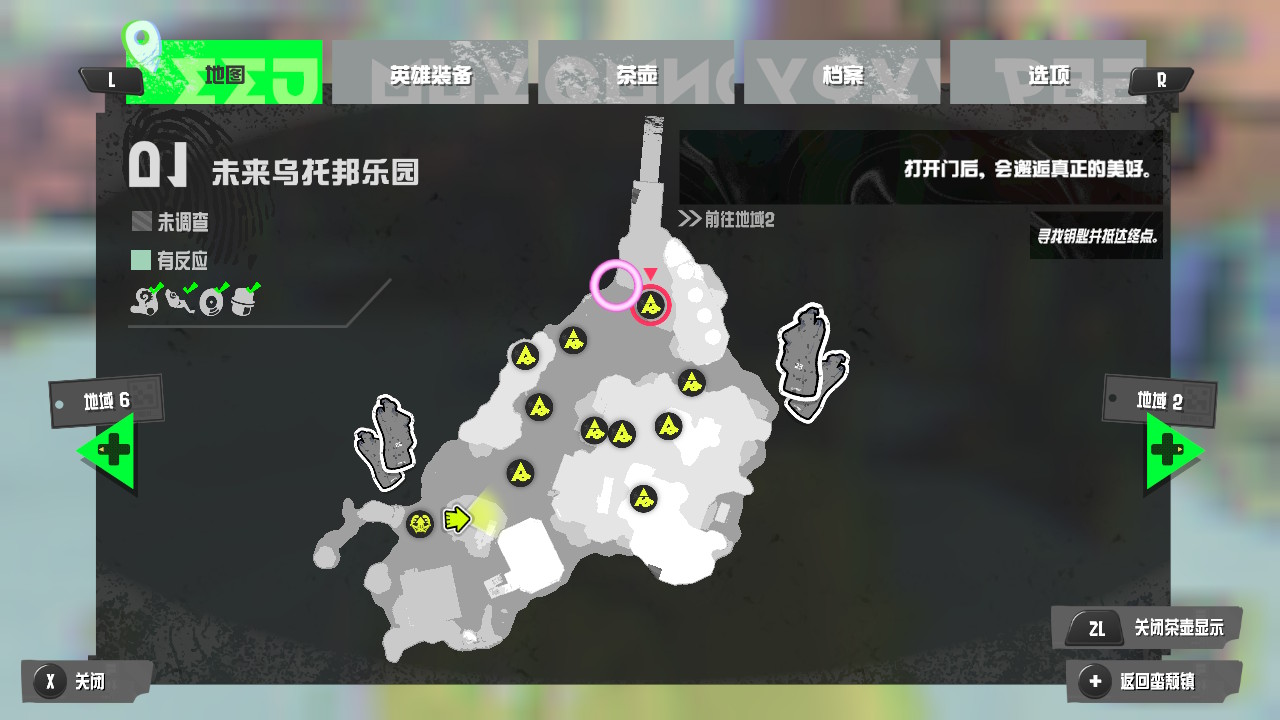 L
地图
英雄装备
茶壶
档案
选项
R
01 未来乌托邦乐园
打开门后，会邂逅真正的美好。
未调查
>>前往地域2
寻找钥匙并抵达终点。
有反应
地域 6
地域 2
ZL 关闭茶壶显示
X 关闭
+ 返回蛮颓镇